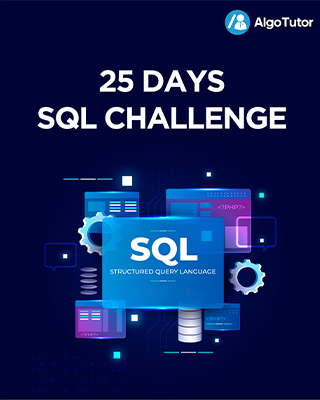 AlgoTutor
25 DAYS
SQL CHALLENGE
<?PHP?>
SQL
STRUCTURED QUERY LANGUAGE